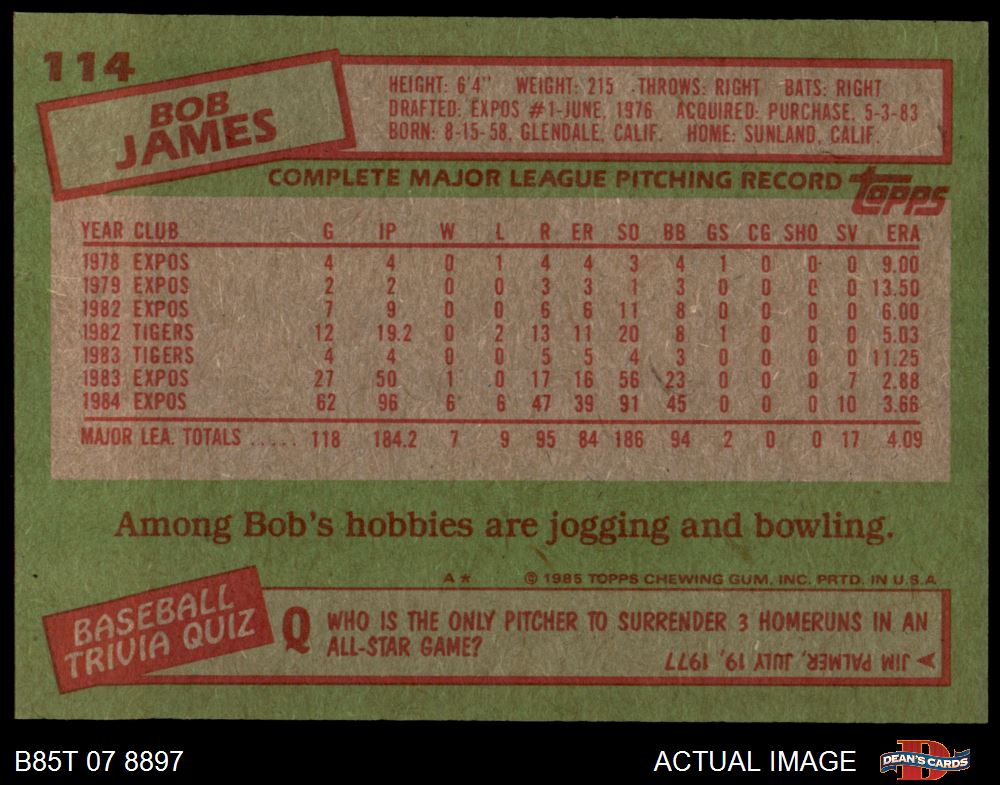 114
BOB
JAMES
HEIGHT: 6'4" WEIGHT: 215 THROWS: RIGHT BATS: RIGHT
DRAFTED: EXPOS #1-JUNE, 1976 ACQUIRED: PURCHASE, 5-3-83
BORN: 8-15-58, GLENDALE, CALIF. HOME: SUNLAND, CALIF.
COMPLETE MAJOR LEAGUE PITCHING RECORD topps
YEAR CLUB G IP W L R ER SO BB GS CG SHO SV ERA
1978 EXPOS 4 4 0 1 4 4 3 4 1 0 0 0 9.00
1979 EXPOS 2 2 0 0 3 3 1 3 0 0 0 0 13.50
1982 EXPOS 7 9 0 0 6 6 11 8 0 0 0 0 6.00
1982 TIGERS 12 19.2 0 2 13 11 20 8 1 0 0 0 5.03
1983 TIGERS 4 4 0 0 5 5 4 3 0 0 0 0 11.25
1983 EXPOS 27 50 1 0 17 16 56 23 0 0 0 7 2.88
1984 EXPOS 62 96 6 6 47 39 91 45 0 0 0 10 3.66
MAJOR LEA. TOTALS ..... 118 184.2 7 9 95 84 186 94 2 0 0 17 4.09
Among Bob's hobbies are jogging and bowling.
A* © 1985 TOPPS CHEWING GUM, INC. PRTD. IN U.S.A.
BASEBALL
TRIVIA QUIZ
Q WHO IS THE ONLY PITCHER TO SURRENDER 3 HOMERUNS IN AN
ALL-STAR GAME?
A JIM PALMER, JULY 19, 1977
B85T 07 8897
ACTUAL IMAGE
D
DEAN'S CARDS